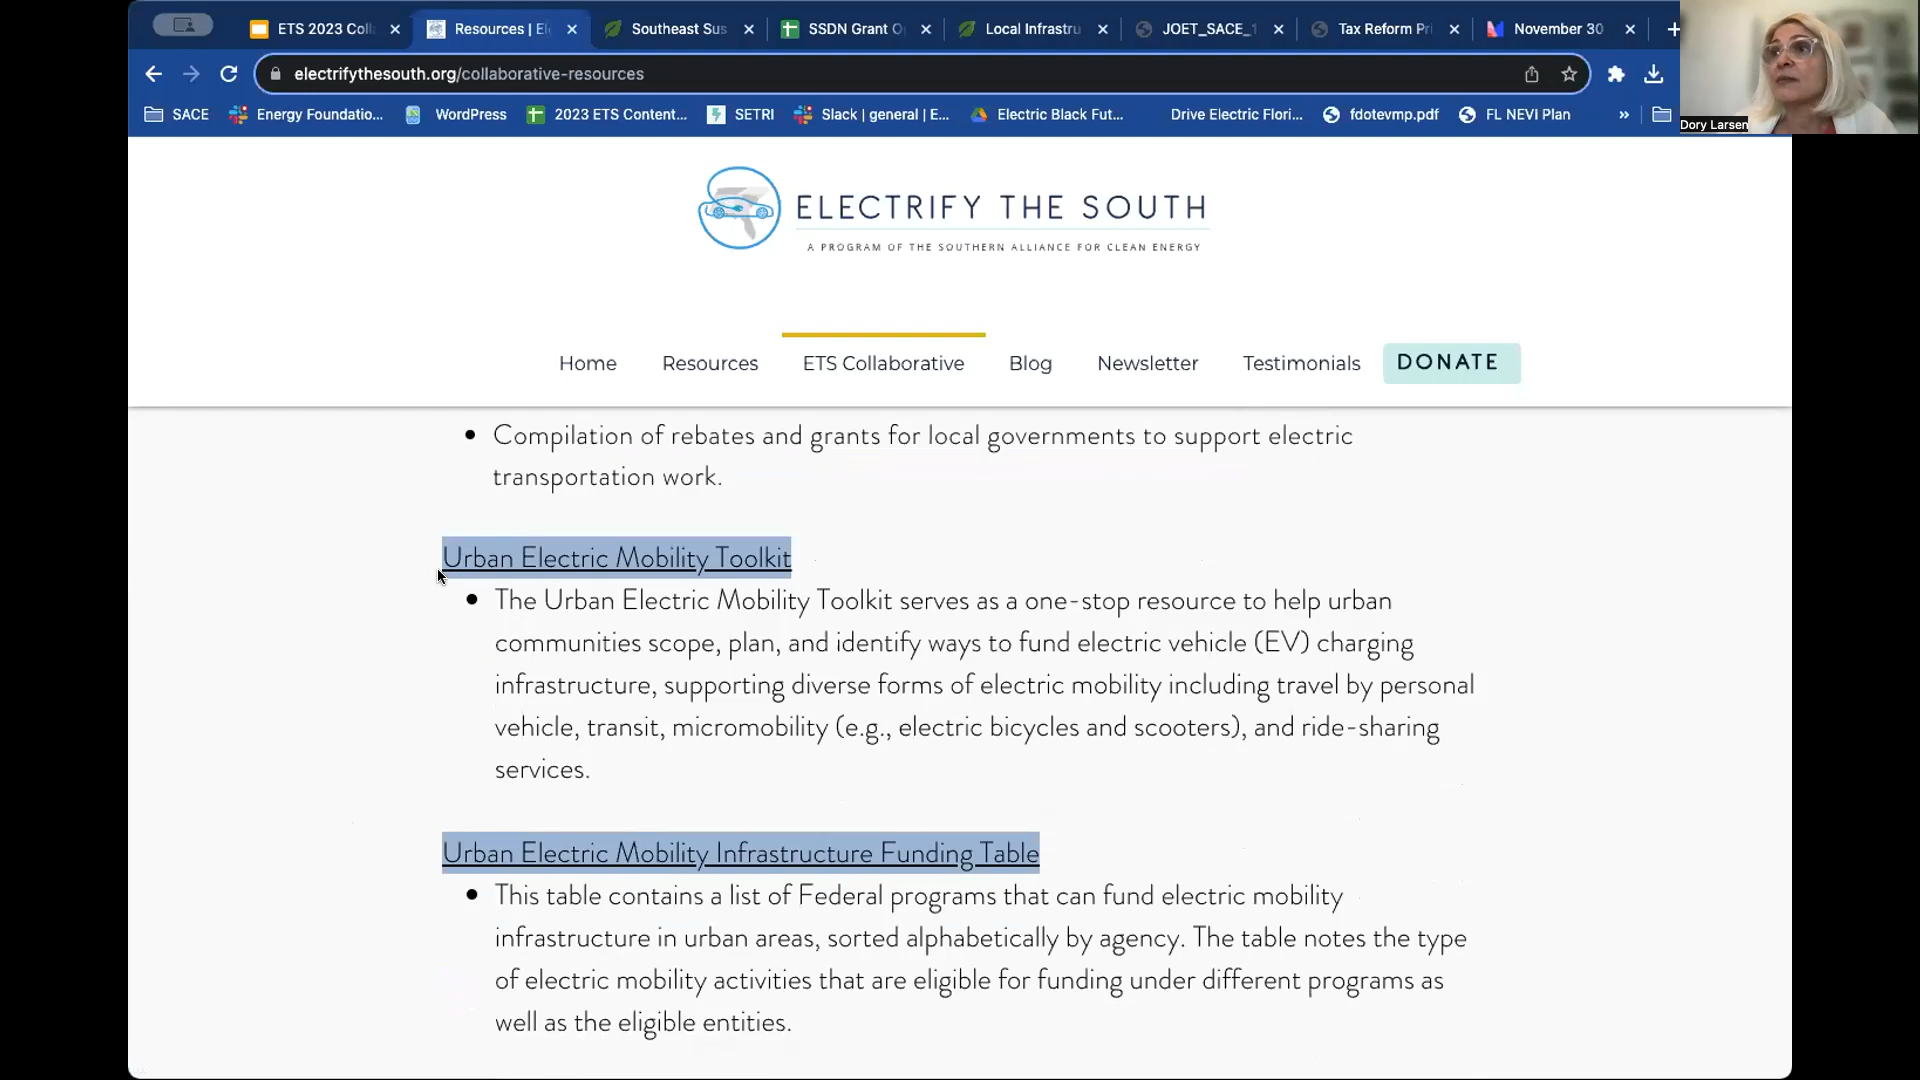 ETS 2023 Coll
Resources | El
Southeast Sus
SSDN Grant O
Local Infrastru
JOET_SACE_1
Tax Reform Pri
November 30
electrifythesouth.org/collaborative-resources
SACE
Energy Foundatio...
WordPress
2023 ETS Content...
SETRI
Slack | general | E...
Electric Black Fut...
Drive Electric Flori...
fdotevmp.pdf
FL NEVI Plan
»
Dory Larsen
ELECTRIFY THE SOUTH
A PROGRAM OF THE SOUTHERN ALLIANCE FOR CLEAN ENERGY
Home
Resources
ETS Collaborative
Blog
Newsletter
Testimonials
DONATE
• Compilation of rebates and grants for local governments to support electric
transportation work.
Urban Electric Mobility Toolkit
• The Urban Electric Mobility Toolkit serves as a one-stop resource to help urban
communities scope, plan, and identify ways to fund electric vehicle (EV) charging
infrastructure, supporting diverse forms of electric mobility including travel by personal
vehicle, transit, micromobility (e.g., electric bicycles and scooters), and ride-sharing
services.
Urban Electric Mobility Infrastructure Funding Table
• This table contains a list of Federal programs that can fund electric mobility
infrastructure in urban areas, sorted alphabetically by agency. The table notes the type
of electric mobility activities that are eligible for funding under different programs as
well as the eligible entities.